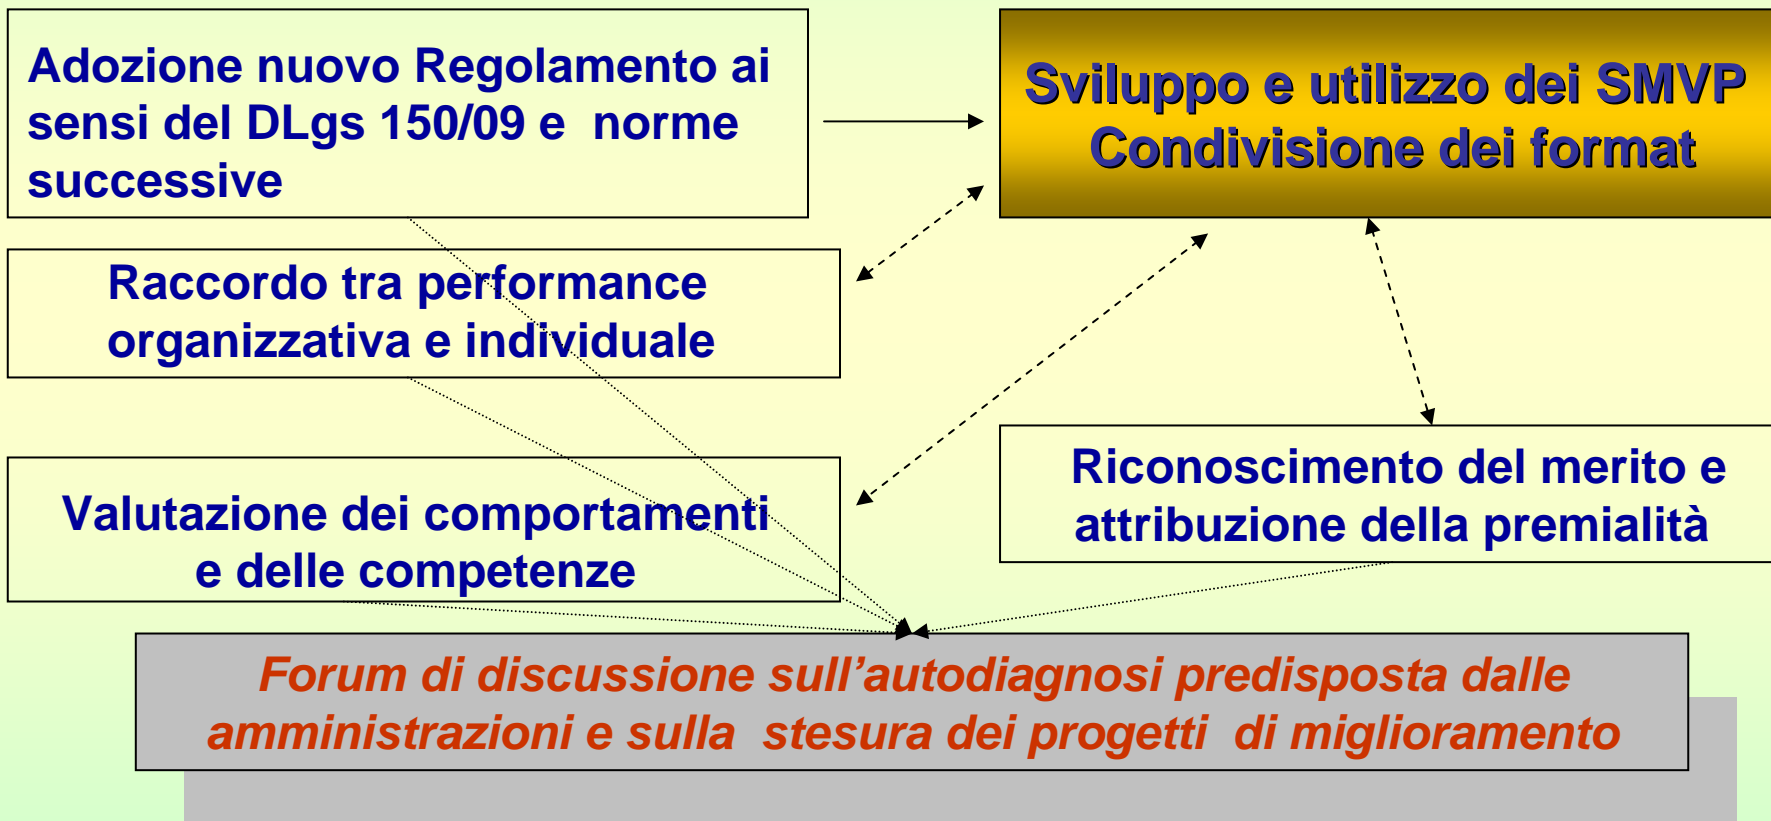 Adozione nuovo Regolamento ai
sensi del DLgs 150/09 e  norme
successive
Sviluppo e utilizzo dei SMVP
Condivisione dei format
Raccordo tra performance
organizzativa e individuale
Valutazione dei comportamenti
e delle competenze
Riconoscimento del merito e
attribuzione della premialità
Forum di discussione sull’autodiagnosi predisposta dalle
amministrazioni e sulla  stesura dei progetti  di miglioramento